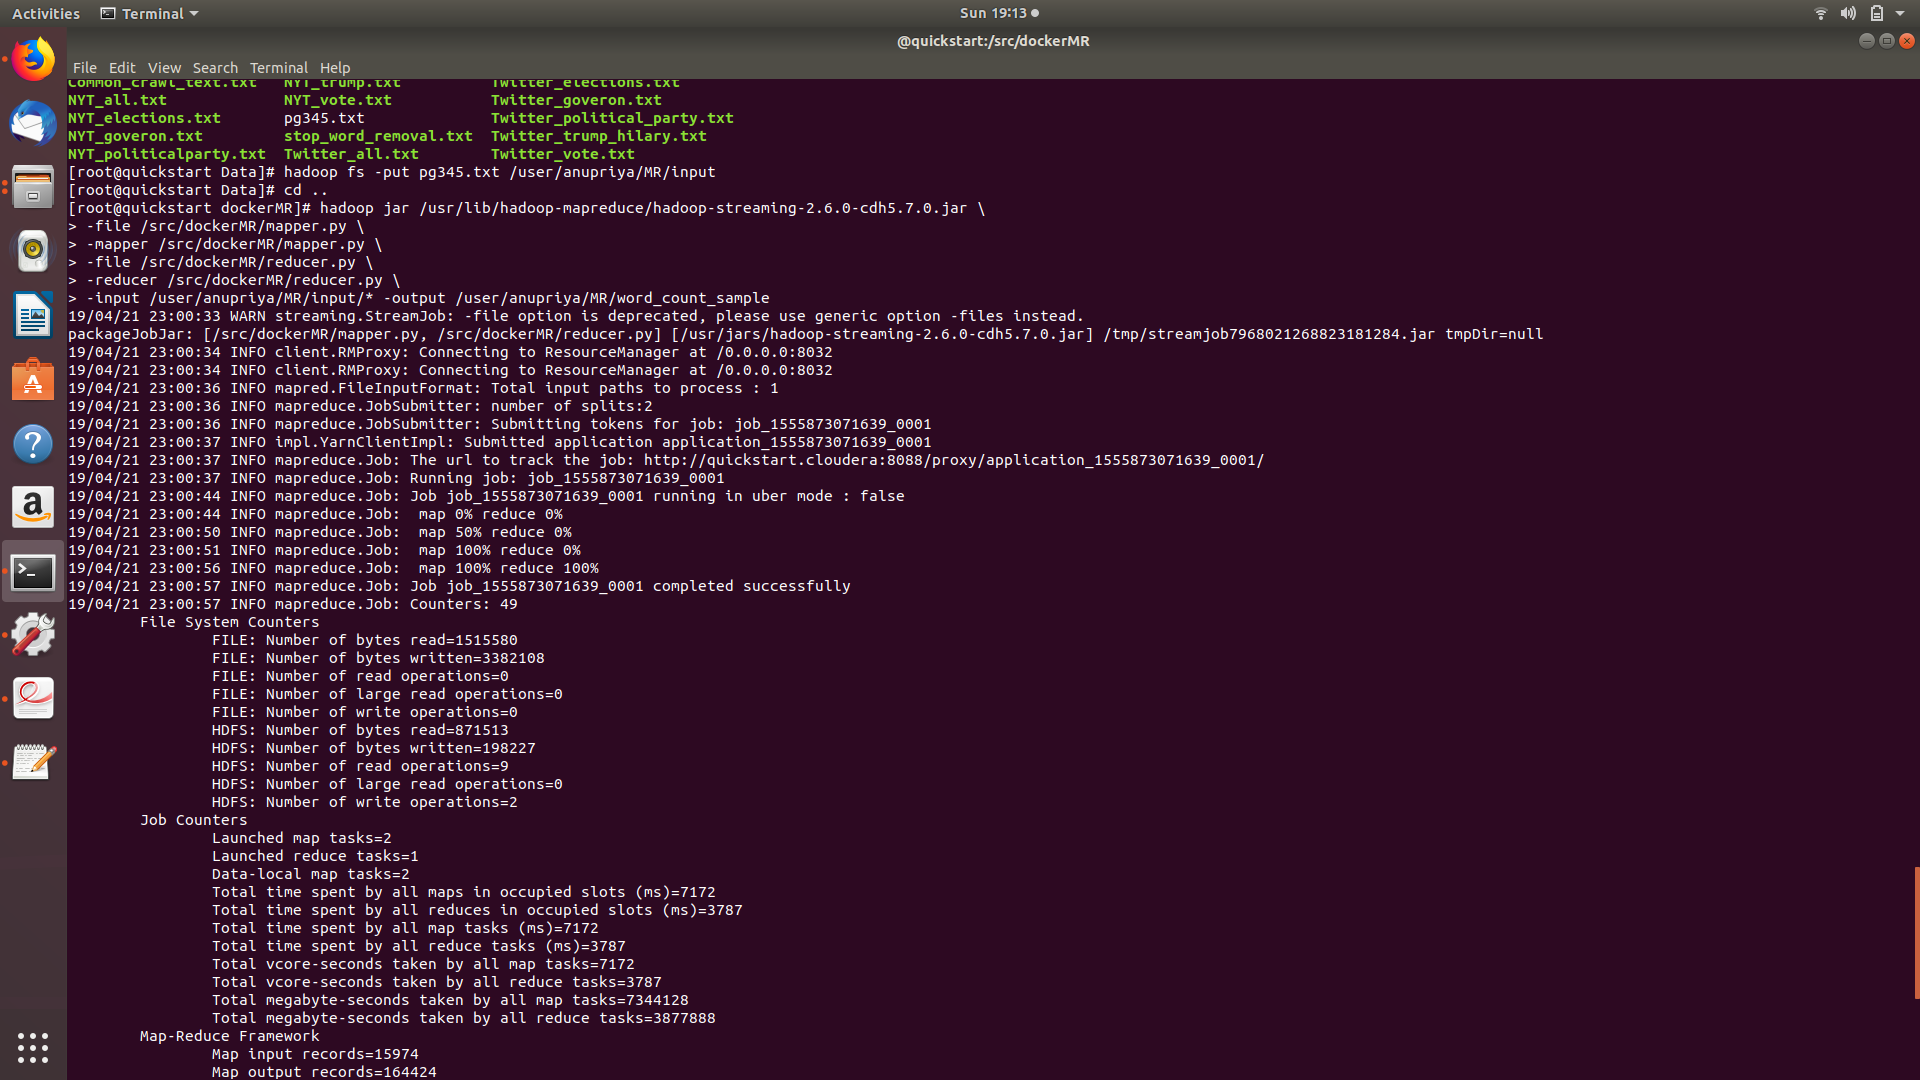 Activities Terminal Sun 19:13
@quickstart:/src/dockerMR
File Edit View Search Terminal Help
Common_crawl_text.txt NYT_trump.txt Twitter_elections.txt
NYT_all.txt NYT_vote.txt Twitter_goveron.txt
NYT_elections.txt pg345.txt Twitter_political_party.txt
NYT_goveron.txt stop_word_removal.txt Twitter_trump_hilary.txt
NYT_politicalparty.txt Twitter_all.txt Twitter_vote.txt
[root@quickstart Data]# hadoop fs -put pg345.txt /user/anupriya/MR/input
[root@quickstart Data]# cd ..
[root@quickstart dockerMR]# hadoop jar /usr/lib/hadoop-mapreduce/hadoop-streaming-2.6.0-cdh5.7.0.jar \
> -file /src/dockerMR/mapper.py \
> -mapper /src/dockerMR/mapper.py \
> -file /src/dockerMR/reducer.py \
> -reducer /src/dockerMR/reducer.py \
> -input /user/anupriya/MR/input/* -output /user/anupriya/MR/word_count_sample
19/04/21 23:00:33 WARN streaming.StreamJob: -file option is deprecated, please use generic option -files instead.
packageJobJar: [/src/dockerMR/mapper.py, /src/dockerMR/reducer.py] [/usr/jars/hadoop-streaming-2.6.0-cdh5.7.0.jar] /tmp/streamjob7968021268823181284.jar tmpDir=null
19/04/21 23:00:34 INFO client.RMProxy: Connecting to ResourceManager at /0.0.0.0:8032
19/04/21 23:00:34 INFO client.RMProxy: Connecting to ResourceManager at /0.0.0.0:8032
19/04/21 23:00:36 INFO mapred.FileInputFormat: Total input paths to process : 1
19/04/21 23:00:36 INFO mapreduce.JobSubmitter: number of splits:2
19/04/21 23:00:36 INFO mapreduce.JobSubmitter: Submitting tokens for job: job_1555873071639_0001
19/04/21 23:00:37 INFO impl.YarnClientImpl: Submitted application application_1555873071639_0001
19/04/21 23:00:37 INFO mapreduce.Job: The url to track the job: http://quickstart.cloudera:8088/proxy/application_1555873071639_0001/
19/04/21 23:00:37 INFO mapreduce.Job: Running job: job_1555873071639_0001
19/04/21 23:00:44 INFO mapreduce.Job: Job job_1555873071639_0001 running in uber mode : false
19/04/21 23:00:44 INFO mapreduce.Job:  map 0% reduce 0%
19/04/21 23:00:50 INFO mapreduce.Job:  map 50% reduce 0%
19/04/21 23:00:51 INFO mapreduce.Job:  map 100% reduce 0%
19/04/21 23:00:56 INFO mapreduce.Job:  map 100% reduce 100%
19/04/21 23:00:57 INFO mapreduce.Job: Job job_1555873071639_0001 completed successfully
19/04/21 23:00:57 INFO mapreduce.Job: Counters: 49
File System Counters
FILE: Number of bytes read=1515580
FILE: Number of bytes written=3382108
FILE: Number of read operations=0
FILE: Number of large read operations=0
FILE: Number of write operations=0
HDFS: Number of bytes read=871513
HDFS: Number of bytes written=198227
HDFS: Number of read operations=9
HDFS: Number of large read operations=0
HDFS: Number of write operations=2
Job Counters
Launched map tasks=2
Launched reduce tasks=1
Data-local map tasks=2
Total time spent by all maps in occupied slots (ms)=7172
Total time spent by all reduces in occupied slots (ms)=3787
Total time spent by all map tasks (ms)=7172
Total time spent by all reduce tasks (ms)=3787
Total vcore-seconds taken by all map tasks=7172
Total vcore-seconds taken by all reduce tasks=3787
Total megabyte-seconds taken by all map tasks=7344128
Total megabyte-seconds taken by all reduce tasks=3877888
Map-Reduce Framework
Map input records=15974
Map output records=164424